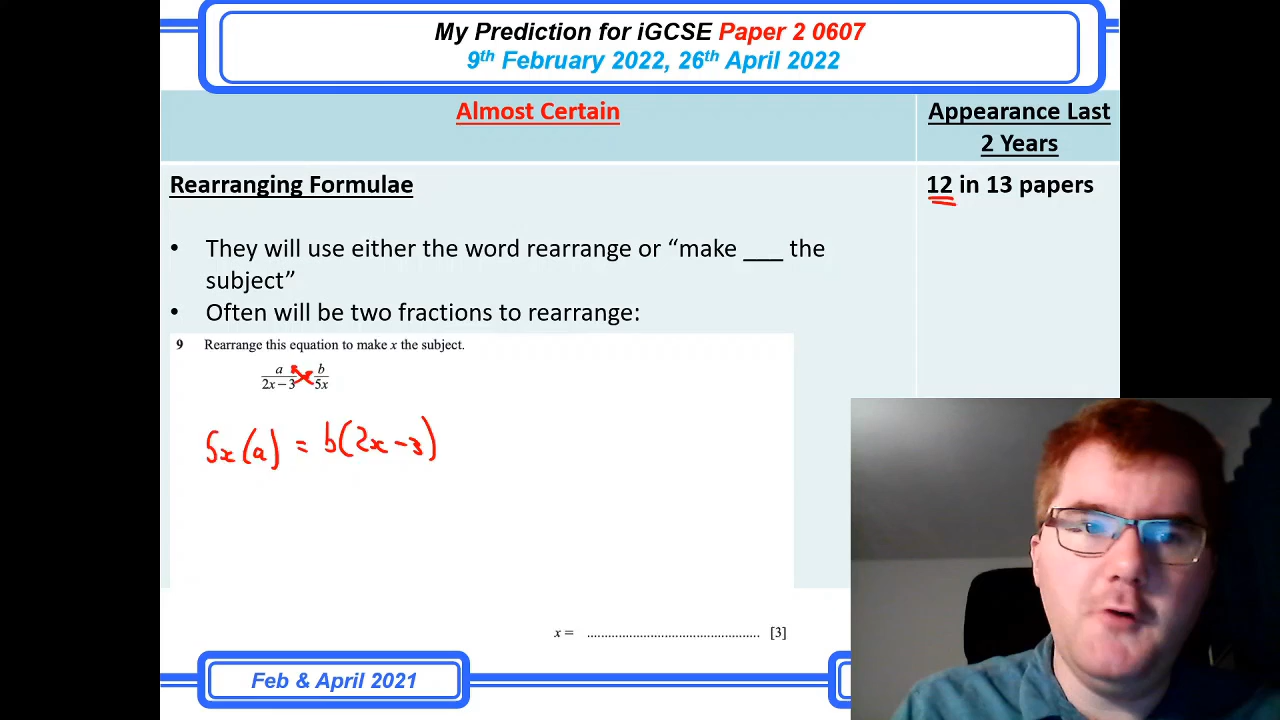 My Prediction for iGCSE Paper 2 0607
9th February 2022, 26th April 2022
Almost Certain
Appearance Last
2 Years
Rearranging Formulae
12 in 13 papers
• They will use either the word rearrange or “make ___ the
subject”
• Often will be two fractions to rearrange:
9 Rearrange this equation to make x the subject.
a b
2x – 3 5x
5x(a) = b(2x – 3)
x = ................................................ [3]
Feb & April 2021